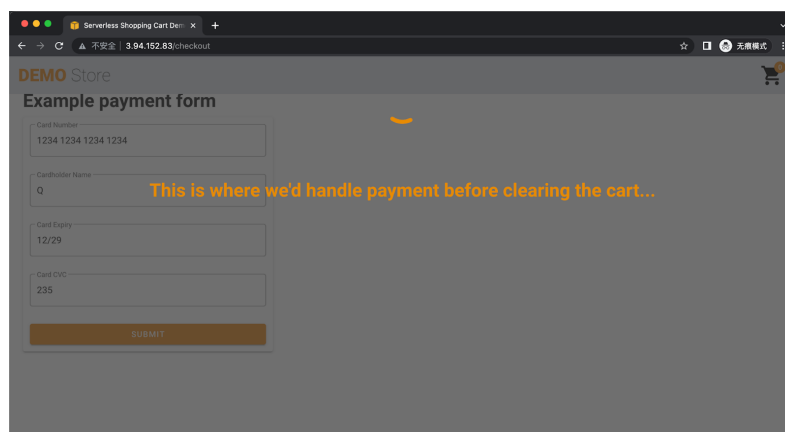 Serverless Shopping Cart Dem
不安全 3.94.152.83/checkout
无痕模式
DEMO Store
Example payment form
Card Number
1234 1234 1234 1234
Cardholder Name
Q
This is where we'd handle payment before clearing the cart...
Card Expiry
12/29
Card CVC
235
SUBMIT